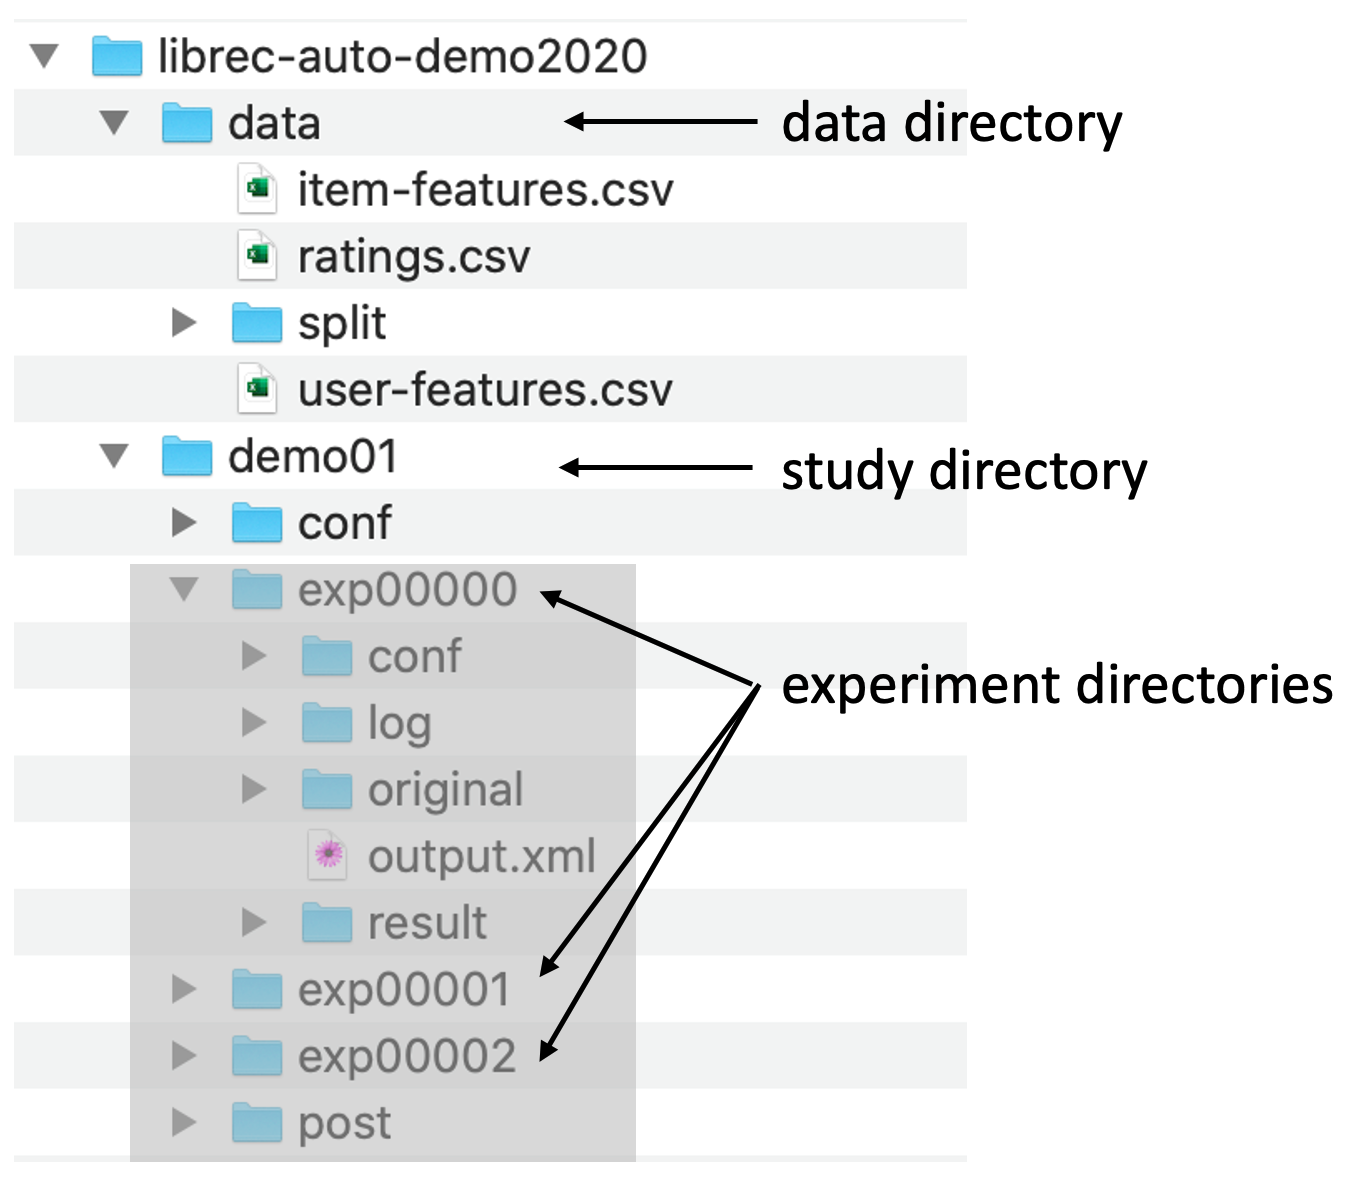 librec-auto-demo2020
data
data directory
item-features.csv
ratings.csv
split
user-features.csv
demo01
study directory
conf
exp00000
conf
experiment directories
log
original
output.xml
result
exp00001
exp00002
post